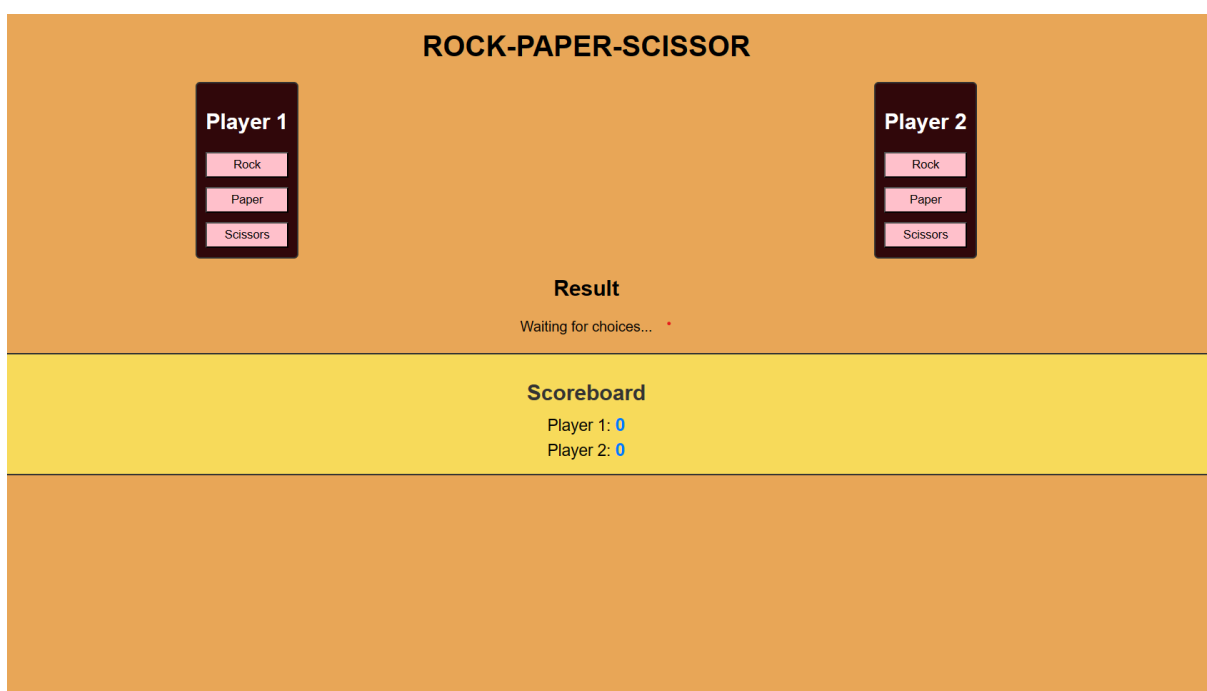 ROCK-PAPER-SCISSOR
Player 1
Rock
Paper
Scissors
Player 2
Rock
Paper
Scissors
Result
Waiting for choices...
Scoreboard
Player 1: 0
Player 2: 0